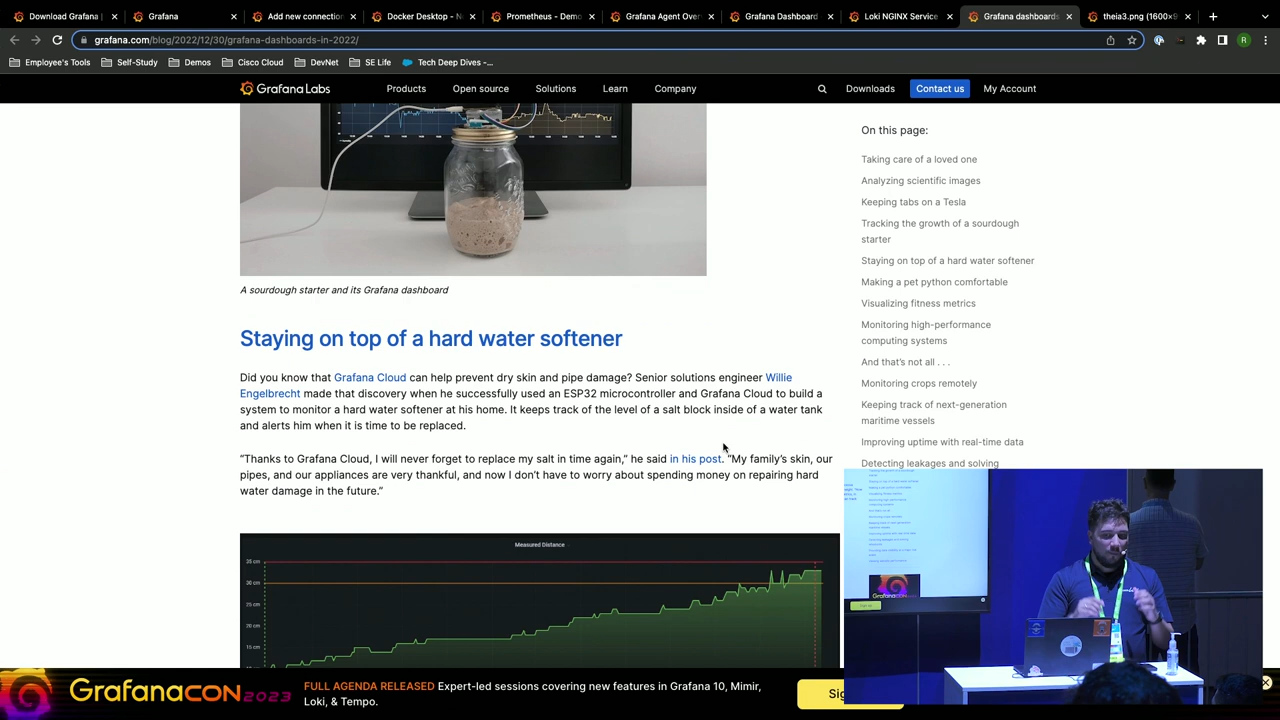 Download Grafana |
Grafana
Add new connection
Docker Desktop - N
Prometheus - Demo
Grafana Agent Over
Grafana Dashboard
Loki NGINX Service
Grafana dashboards
theia3.png (1600×9
grafana.com/blog/2022/12/30/grafana-dashboards-in-2022/
R
Employee's Tools
Self-Study
Demos
Cisco Cloud
DevNet
SE Life
Tech Deep Dives -...
Grafana Labs
Products
Open source
Solutions
Learn
Company
Downloads
Contact us
My Account
A sourdough starter and its Grafana dashboard
Staying on top of a hard water softener
Did you know that Grafana Cloud can help prevent dry skin and pipe damage? Senior solutions engineer Willie
Engelbrecht made that discovery when he successfully used an ESP32 microcontroller and Grafana Cloud to build a
system to monitor a hard water softener at his home. It keeps track of the level of a salt block inside of a water tank
and alerts him when it is time to be replaced.
“Thanks to Grafana Cloud, I will never forget to replace my salt in time again,” he said in his post. “My family’s skin, our
pipes, and our appliances are very thankful, and now I don’t have to worry about spending money on repairing hard
water damage in the future.”
Measured Distance
35 cm
30 cm
25 cm
20 cm
15 cm
On this page:
Taking care of a loved one
Analyzing scientific images
Keeping tabs on a Tesla
Tracking the growth of a sourdough
starter
Staying on top of a hard water softener
Making a pet python comfortable
Visualizing fitness metrics
Monitoring high-performance
computing systems
And that’s not all . . .
Monitoring crops remotely
Keeping track of next-generation
maritime vessels
Improving uptime with real-time data
Detecting leakages and solving
GrafanaCON 2023
FULL AGENDA RELEASED Expert-led sessions covering new features in Grafana 10, Mimir,
Loki, & Tempo.